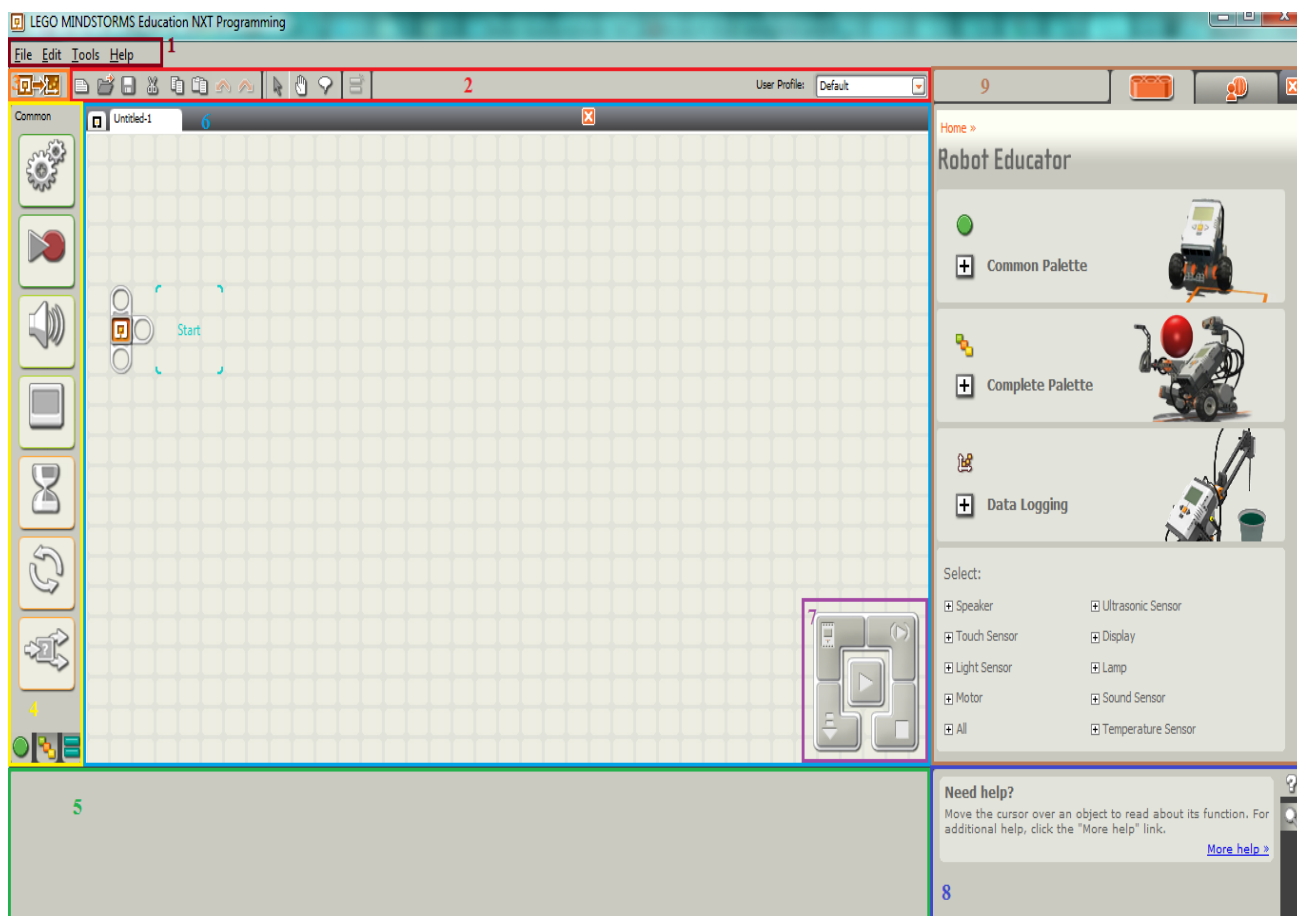 LEGO MINDSTORMS Education NXT Programming
File Edit Tools Help 1
2 User Profile: Default
9
Common
Untitled-1 6
Start
4
7
Home »
Robot Educator
Common Palette
Complete Palette
Data Logging
Select:
Speaker Ultrasonic Sensor
Touch Sensor Display
Light Sensor Lamp
Motor Sound Sensor
All Temperature Sensor
5
Need help?
Move the cursor over an object to read about its function. For
additional help, click the "More help" link.
More help »
8